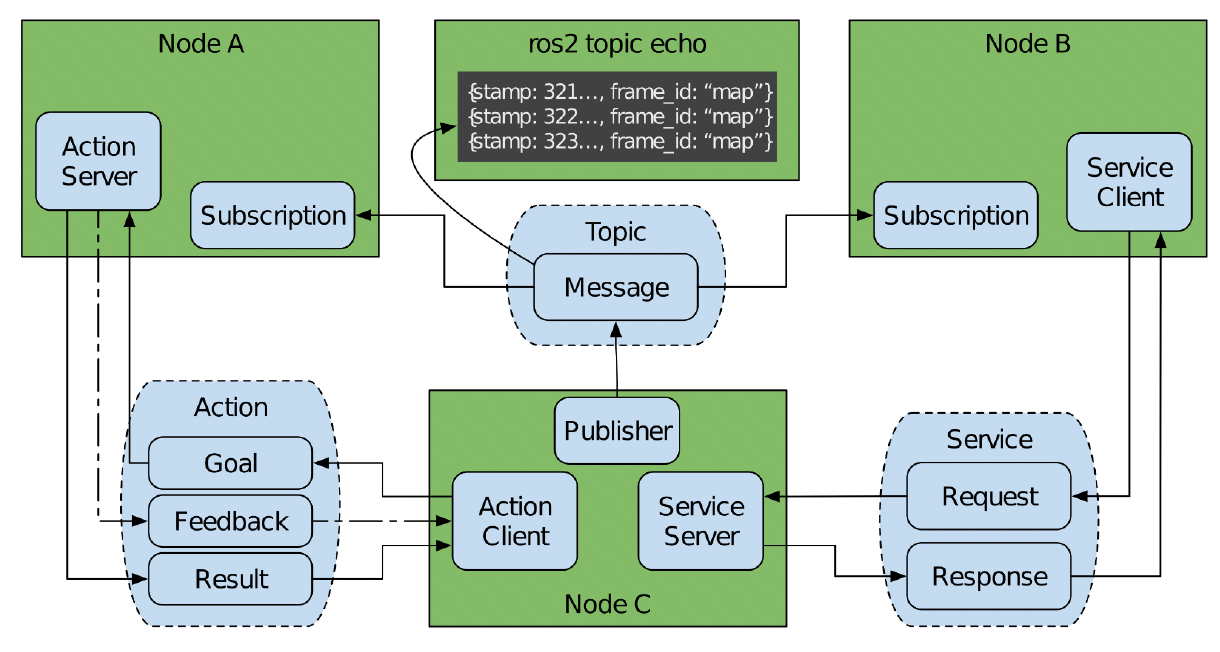 Node A
ros2 topic echo
Node B
{stamp: 321..., frame_id: “map”}
{stamp: 322..., frame_id: “map”}
{stamp: 323..., frame_id: “map”}
Action
Server
Subscription
Service
Client
Subscription
Topic
Message
Action
Goal
Feedback
Result
Publisher
Action
Client
Service
Server
Node C
Service
Request
Response